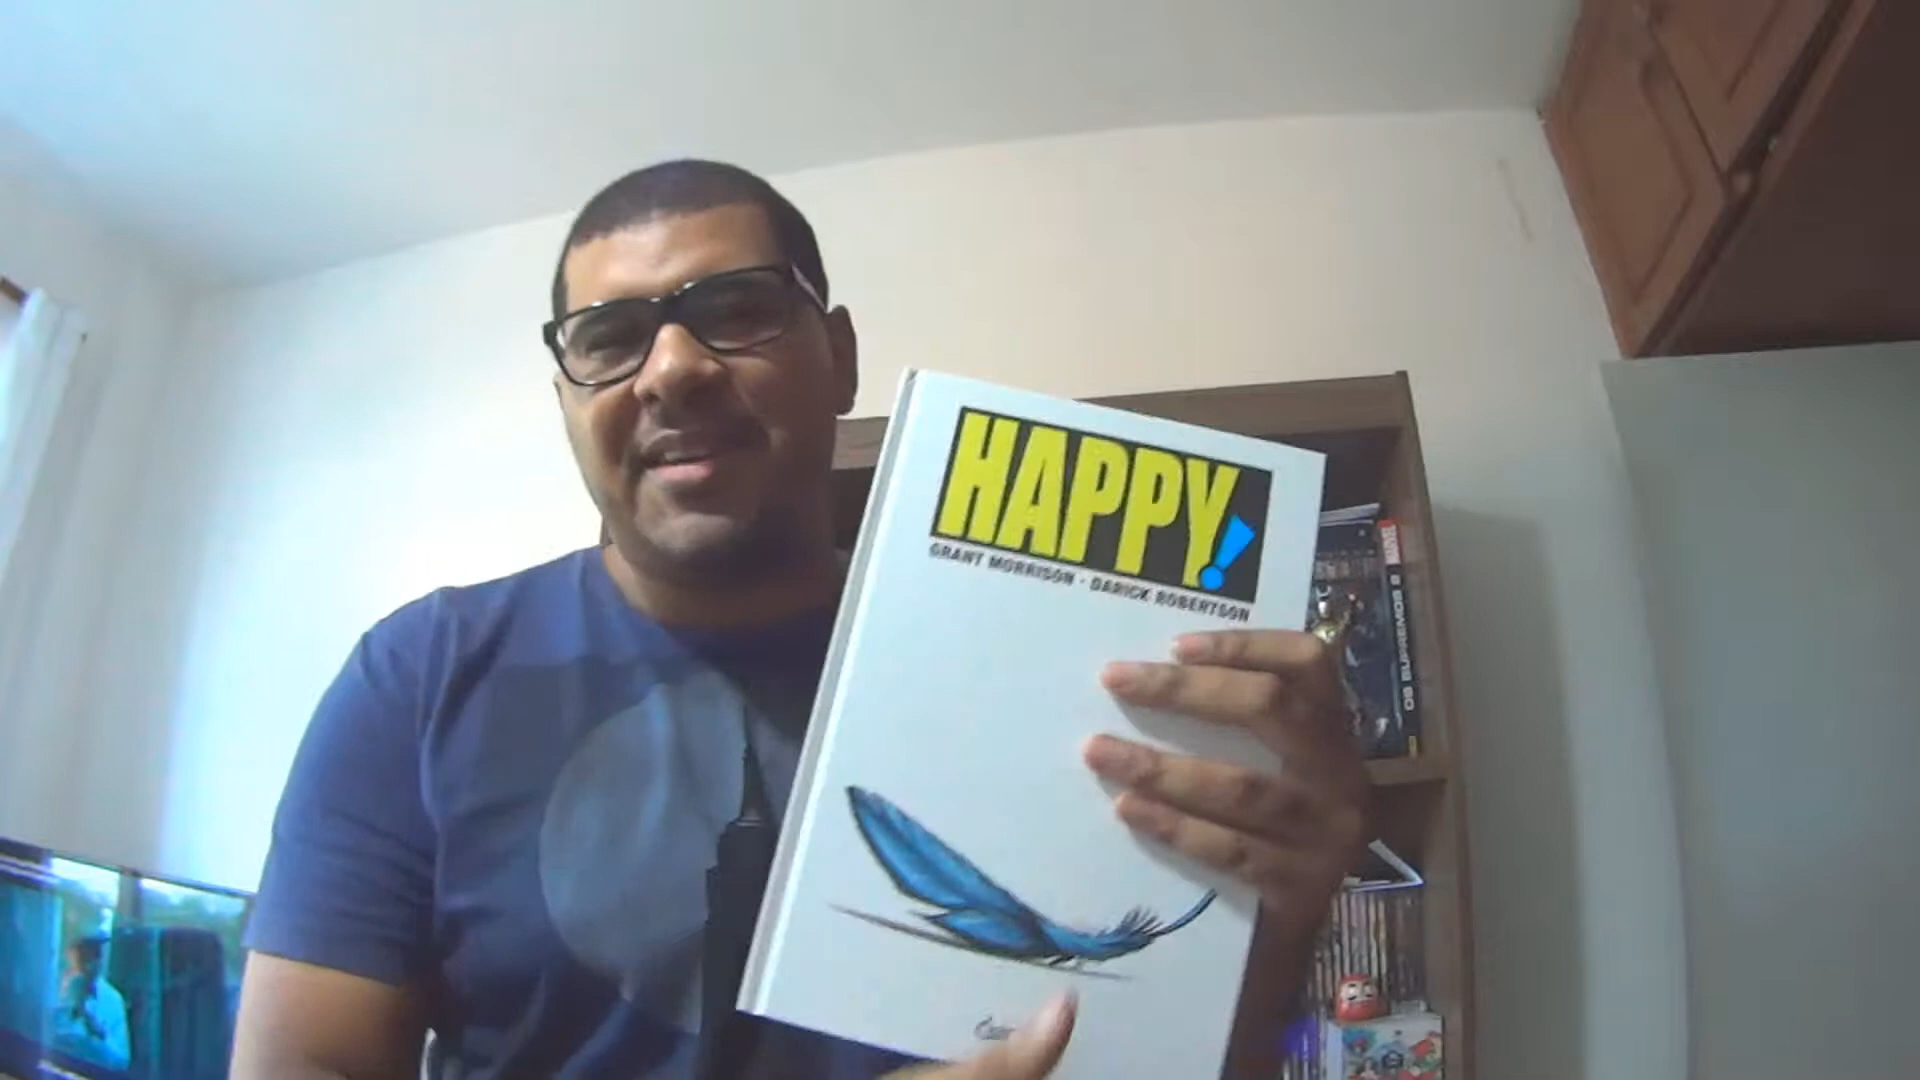 HAPPY!
GRANT MORRISON - DARICK ROBERTSON
MARVEL
OS SUPREMOS 2